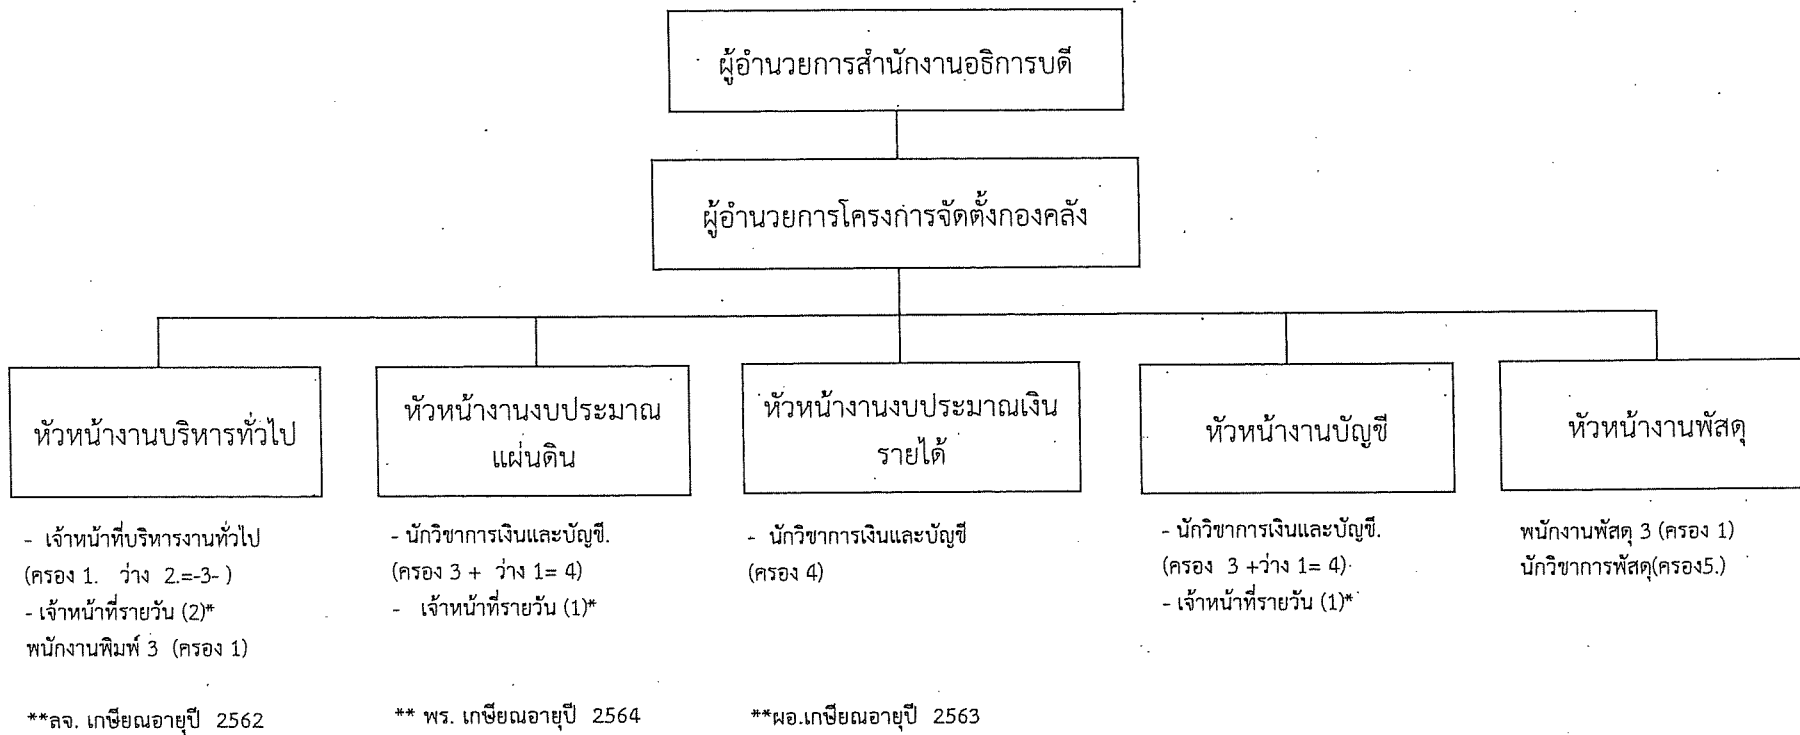 ผู้อำนวยการสำนักงานอธิการบดี
ผู้อำนวยการโครงการจัดตั้งกองคลัง
หัวหน้างานบริหารทั่วไป
หัวหน้างานงบประมาณ
แผ่นดิน
หัวหน้างานงบประมาณเงิน
รายได้
หัวหน้างานบัญชี
หัวหน้างานพัสดุ
- เจ้าหน้าที่บริหารงานทั่วไป
(ครอง 1. ว่าง 2.=-3- )
- เจ้าหน้าที่รายวัน (2)*
พนักงานพิมพ์ 3 (ครอง 1)
**ลจ. เกษียณอายุปี 2562
- นักวิชาการเงินและบัญชี.
(ครอง 3 + ว่าง 1= 4)
- เจ้าหน้าที่รายวัน (1)*
** พร. เกษียณอายุปี 2564
- นักวิชาการเงินและบัญชี
(ครอง 4)
**ผอ.เกษียณอายุปี 2563
- นักวิชาการเงินและบัญชี.
(ครอง 3 +ว่าง 1= 4)
- เจ้าหน้าที่รายวัน (1)*
พนักงานพัสดุ 3 (ครอง 1)
นักวิชาการพัสดุ(ครอง5.)